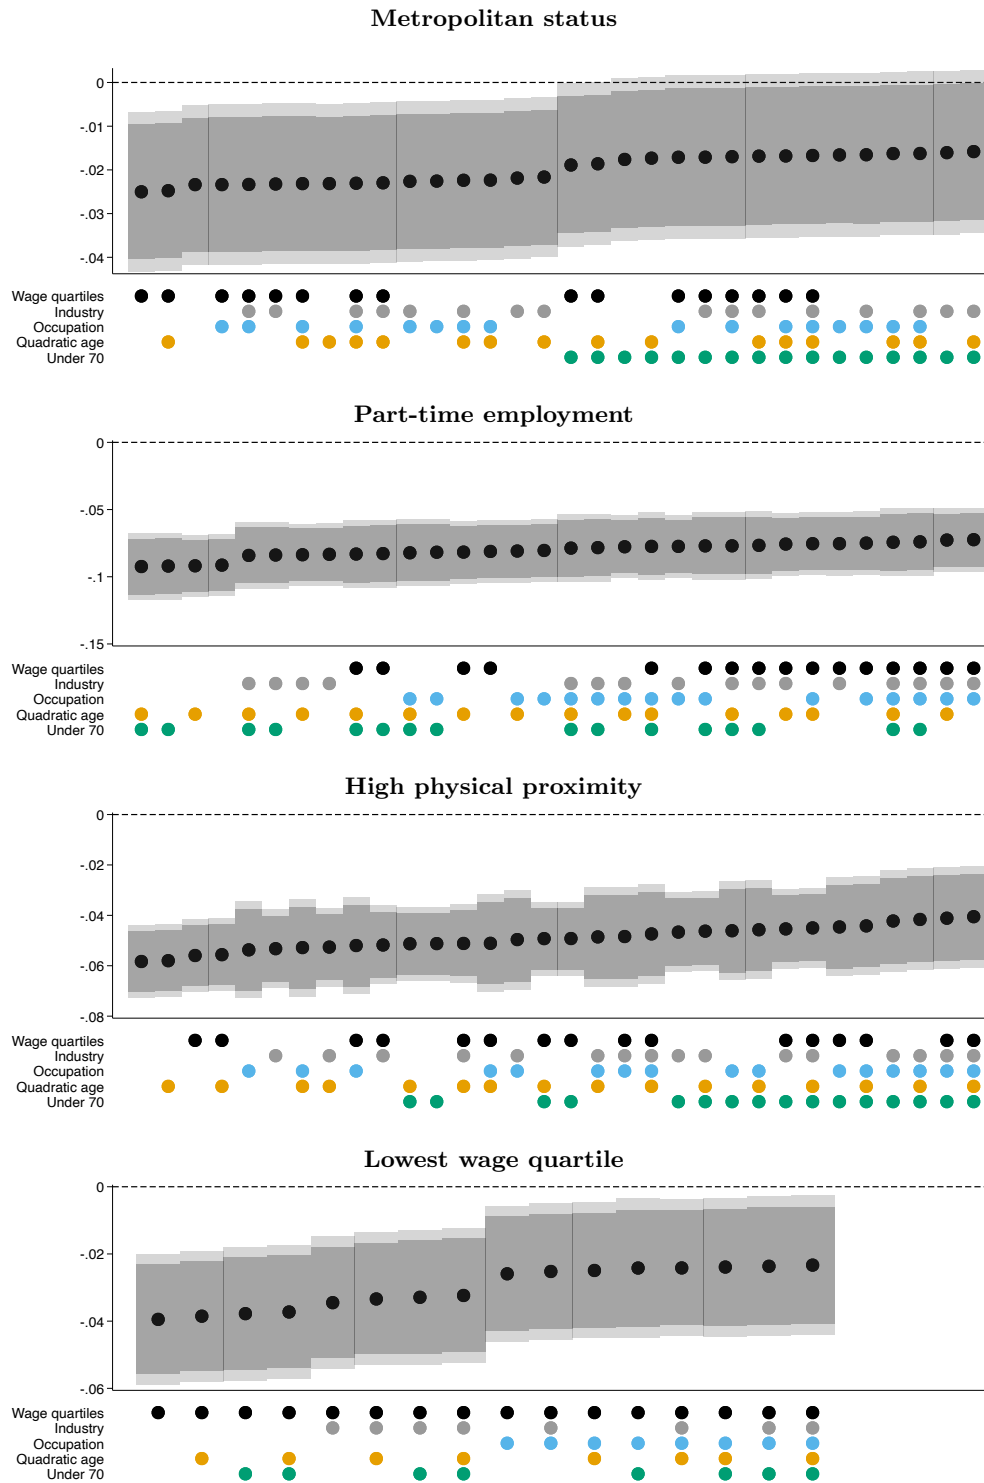 Metropolitan status
0
-.01
-.02
-.03
-.04
Wage quartiles
Industry
Occupation
Quadratic age
Under 70
Part-time employment
0
-.05
-.1
-.15
Wage quartiles
Industry
Occupation
Quadratic age
Under 70
High physical proximity
0
-.02
-.04
-.06
-.08
Wage quartiles
Industry
Occupation
Quadratic age
Under 70
Lowest wage quartile
0
-.02
-.04
-.06
Wage quartiles
Industry
Occupation
Quadratic age
Under 70